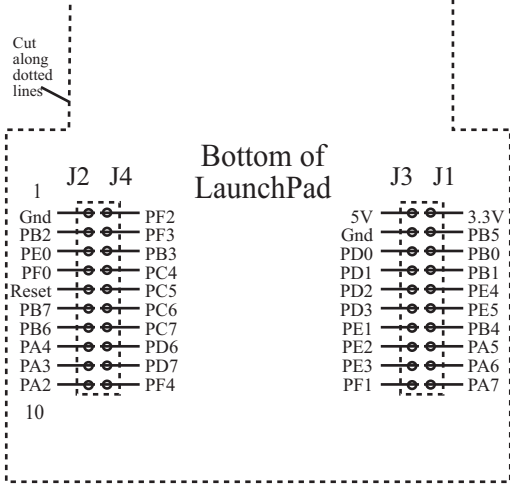 Cut
along
dotted
lines
Bottom of
LaunchPad
J2 J4
J3 J1
1
Gnd PF2
PB2 PF3
PE0 PB3
PF0 PC4
Reset PC5
PB7 PC6
PB6 PC7
PA4 PD6
PA3 PD7
PA2 PF4
10
5V 3.3V
Gnd PB5
PD0 PB0
PD1 PB1
PD2 PE4
PD3 PE5
PE1 PB4
PE2 PA5
PE3 PA6
PF1 PA7